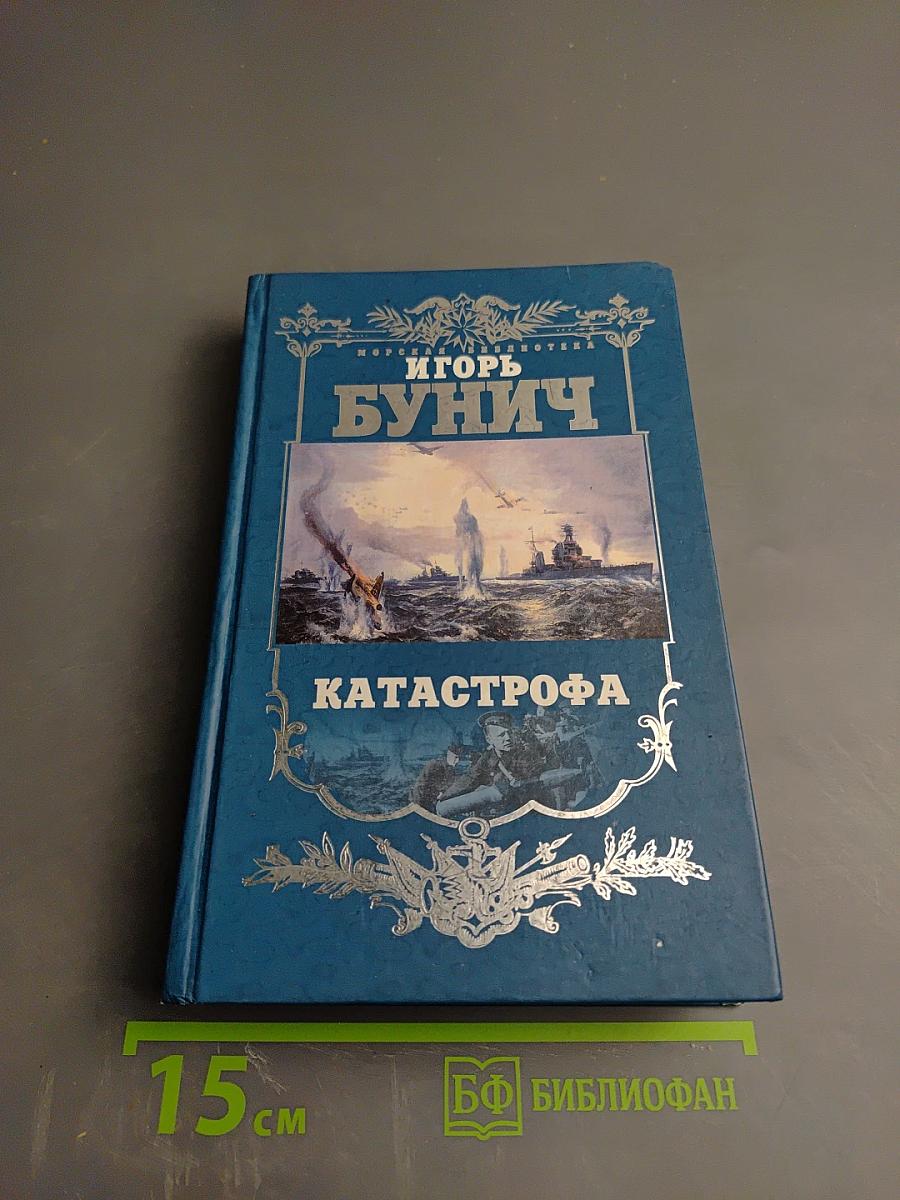 МОРСКАЯ БИБЛИОТЕКА
ИГОРЬ
БУНИЧ
КАТАСТРОФА
15 см
БФ БИБЛИОФАН